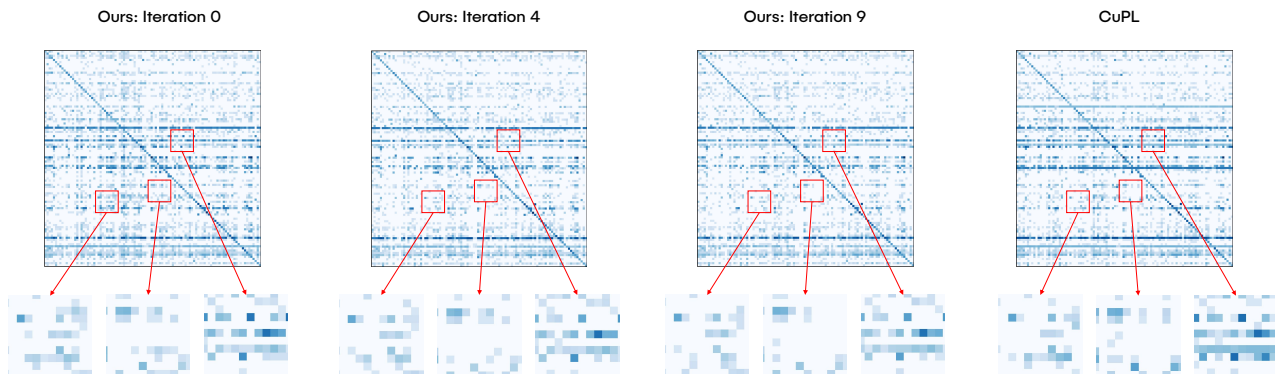 Ours: Iteration 0
Ours: Iteration 4
Ours: Iteration 9
CuPL